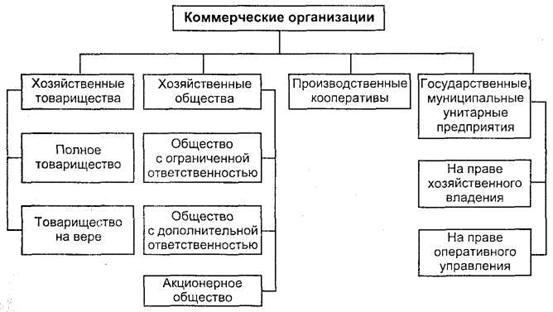 Коммерческие организации
Хозяйственные
товарищества
Хозяйственные
общества
Производственные
кооперативы
Государственные,
муниципальные
унитарные
предприятия
Полное
товарищество
Общество
с ограниченной
ответственностью
На праве
хозяйственного
владения
Товарищество
на вере
Общество
с дополнительной
ответственностью
На праве
оперативного
управления
Акционерное
общество